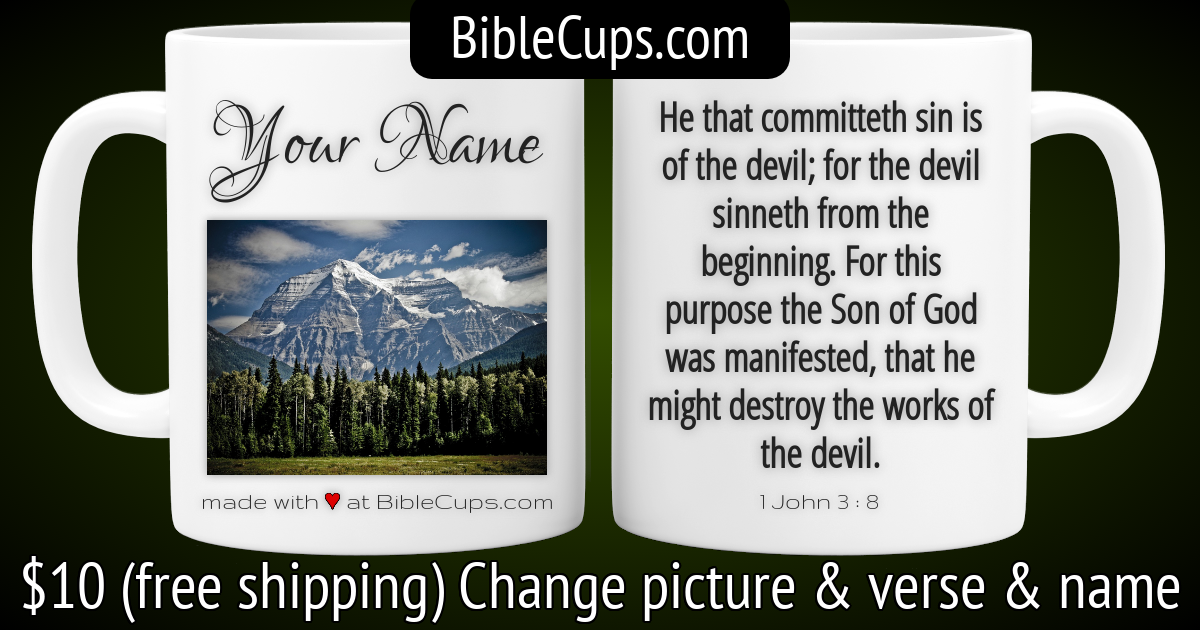 BibleCups.com
Your Name
made with ♥ at BibleCups.com
He that committeth sin is
of the devil; for the devil
sinneth from the
beginning. For this
purpose the Son of God
was manifested, that he
might destroy the works of
the devil.
1 John 3 : 8
$10 (free shipping) Change picture & verse & name